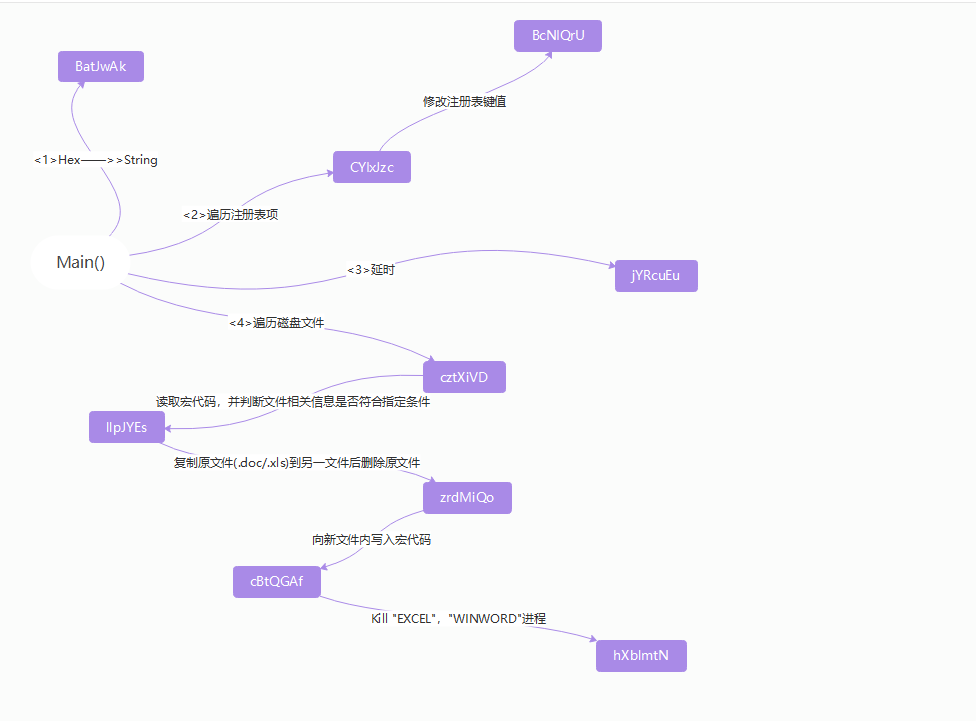 BcNIQrU
BatJwAk
修改注册表键值
<1>Hex——>>String
CYIxJzc
<2>遍历注册表项
Main()
<3>延时
jYRcuEu
<4>遍历磁盘文件
cztXiVD
读取宏代码，并判断文件相关信息是否符合指定条件
IIpJYEs
复制原文件(.doc/.xls)到另一文件后删除原文件
zrdMiQo
向新文件内写入宏代码
cBtQGAf
Kill "EXCEL"，"WINWORD"进程
hXbImtN